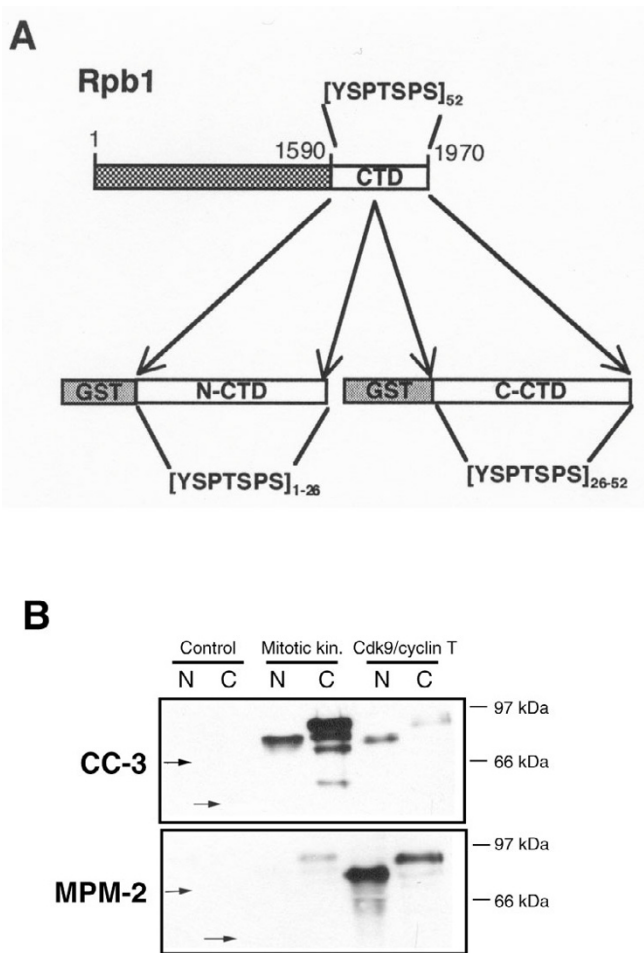 A
Rpb1
[YSPTSPS]52
1 1590 1970
CTD
GST N-CTD GST C-CTD
[YSPTSPS]1-26 [YSPTSPS]26-52
B
Control Mitotic kin. Cdk9/cyclin T
N C N C N C
97 kDa
CC-3 66 kDa
97 kDa
MPM-2 66 kDa